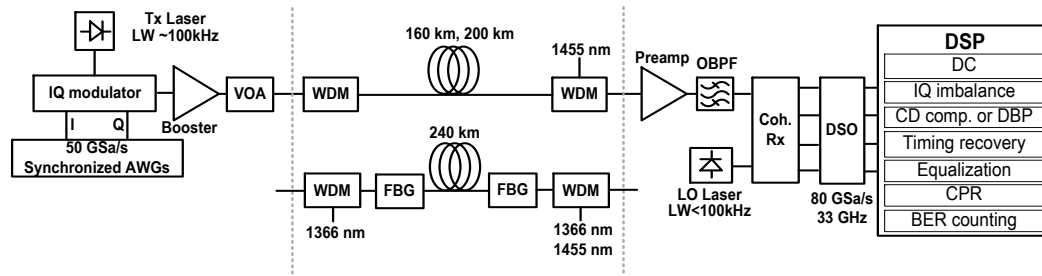 Tx Laser
LW ~100kHz
IQ modulator
I Q
50 GSa/s
Synchronized AWGs
Booster
VOA
WDM
160 km, 200 km
1455 nm
WDM
240 km
WDM
FBG
FBG
WDM
1366 nm
1366 nm
1455 nm
Preamp
OBPF
Coh.
Rx
LO Laser
LW<100kHz
DSO
80 GSa/s
33 GHz
DSP
DC
IQ imbalance
CD comp. or DBP
Timing recovery
Equalization
CPR
BER counting